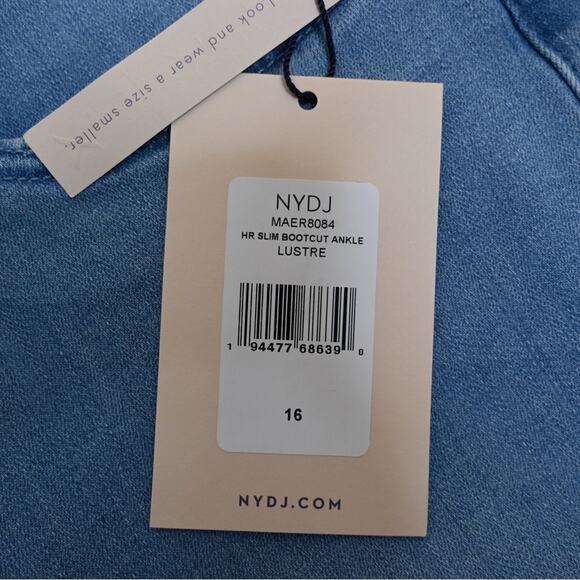 Look and wear a size smaller.
NYDJ
MAER8084
HR SLIM BOOTCUT ANKLE
LUSTRE
1 94477 68639 0
16
NYDJ.COM